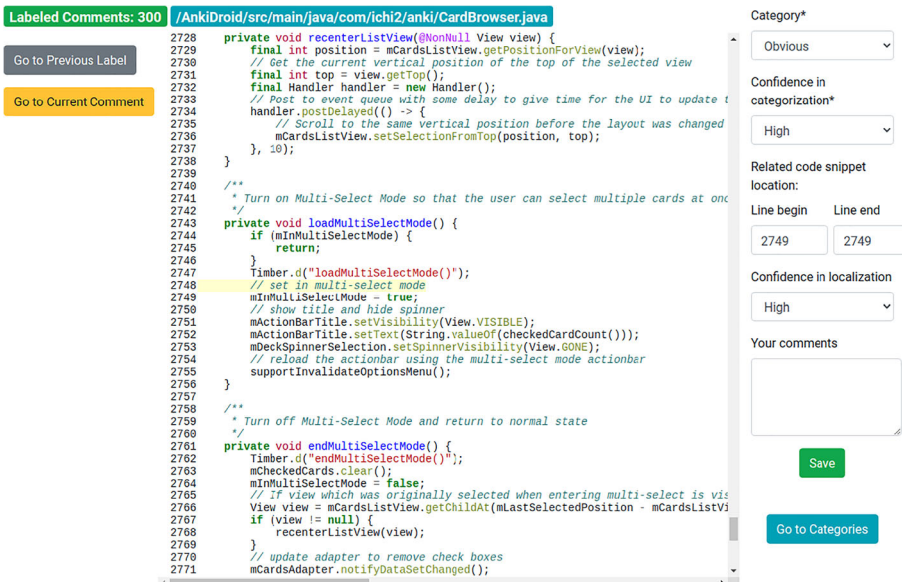 Labeled Comments: 300
/AnkiDroid/src/main/java/com/ichi2/anki/CardBrowser.java
Go to Previous Label
Go to Current Comment
2728 private void recenterListView(@NonNull View view) {
2729 final int position = mCardsListView.getPositionForView(view);
2730 // Get the current vertical position of the top of the selected view
2731 final int top = view.getTop();
2732 final Handler handler = new Handler();
2733 // Post to event queue with some delay to give time for the UI to update t
2734 handler.postDelayed(() -> {
2735 // Scroll to the same vertical position before the layout was changed
2736 mCardsListView.setSelectionFromTop(position, top);
2737 }, 10);
2738 }
2739
2740 /**
2741 * Turn on Multi-Select Mode so that the user can select multiple cards at onc
2742 */
2743 private void loadMultiSelectMode() {
2744 if (mInMultiSelectMode) {
2745 return;
2746 }
2747 Timber.d("loadMultiSelectMode()");
2748 // set in multi-select mode
2749 mInMultiSelectMode = true;
2750 // show title and hide spinner
2751 mActionBarTitle.setVisibility(View.VISIBLE);
2752 mActionBarTitle.setText(String.valueOf(checkedCardCount()));
2753 mDeckSpinnerSelection.setSpinnerVisibility(View.GONE);
2754 // reload the actionbar using the multi-select mode actionbar
2755 supportInvalidateOptionsMenu();
2756 }
2757
2758 /**
2759 * Turn off Multi-Select Mode and return to normal state
2760 */
2761 private void endMultiSelectMode() {
2762 Timber.d("endMultiSelectMode()");
2763 mCheckedCards.clear();
2764 mInMultiSelectMode = false;
2765 // If view which was originally selected when entering multi-select is vis
2766 View view = mCardsListView.getChildAt(mLastSelectedPosition - mCardsListVi
2767 if (view != null) {
2768 recenterListView(view);
2769 }
2770 // update adapter to remove check boxes
2771 mCardsAdapter.notifyDataSetChanged();
Category*
Obvious
Confidence in
categorization*
High
Related code snippet
location:
Line begin Line end
2749 2749
Confidence in localization
High
Your comments
Save
Go to Categories